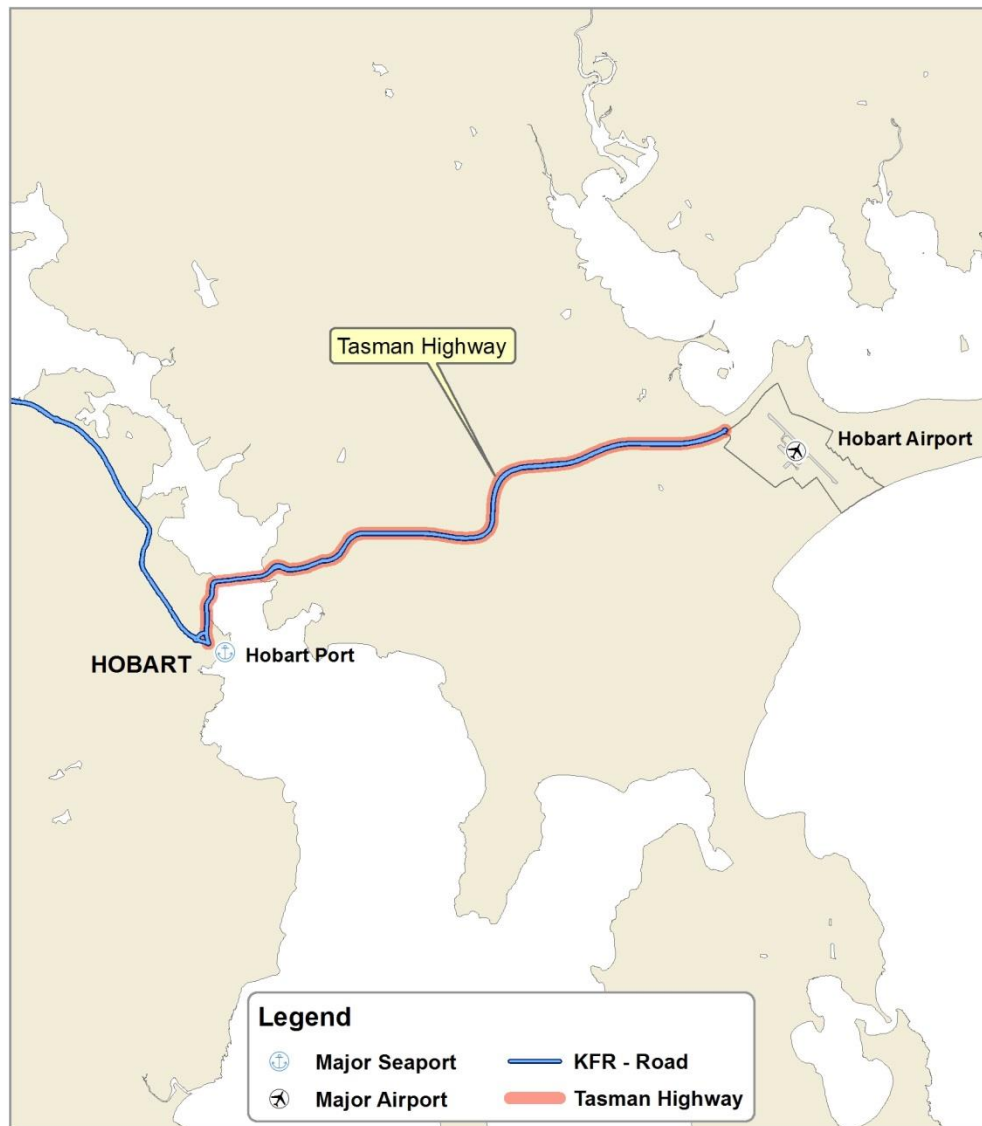 Tasman Highway
Hobart Airport
HOBART
Hobart Port
Legend
Major Seaport
KFR - Road
Major Airport
Tasman Highway